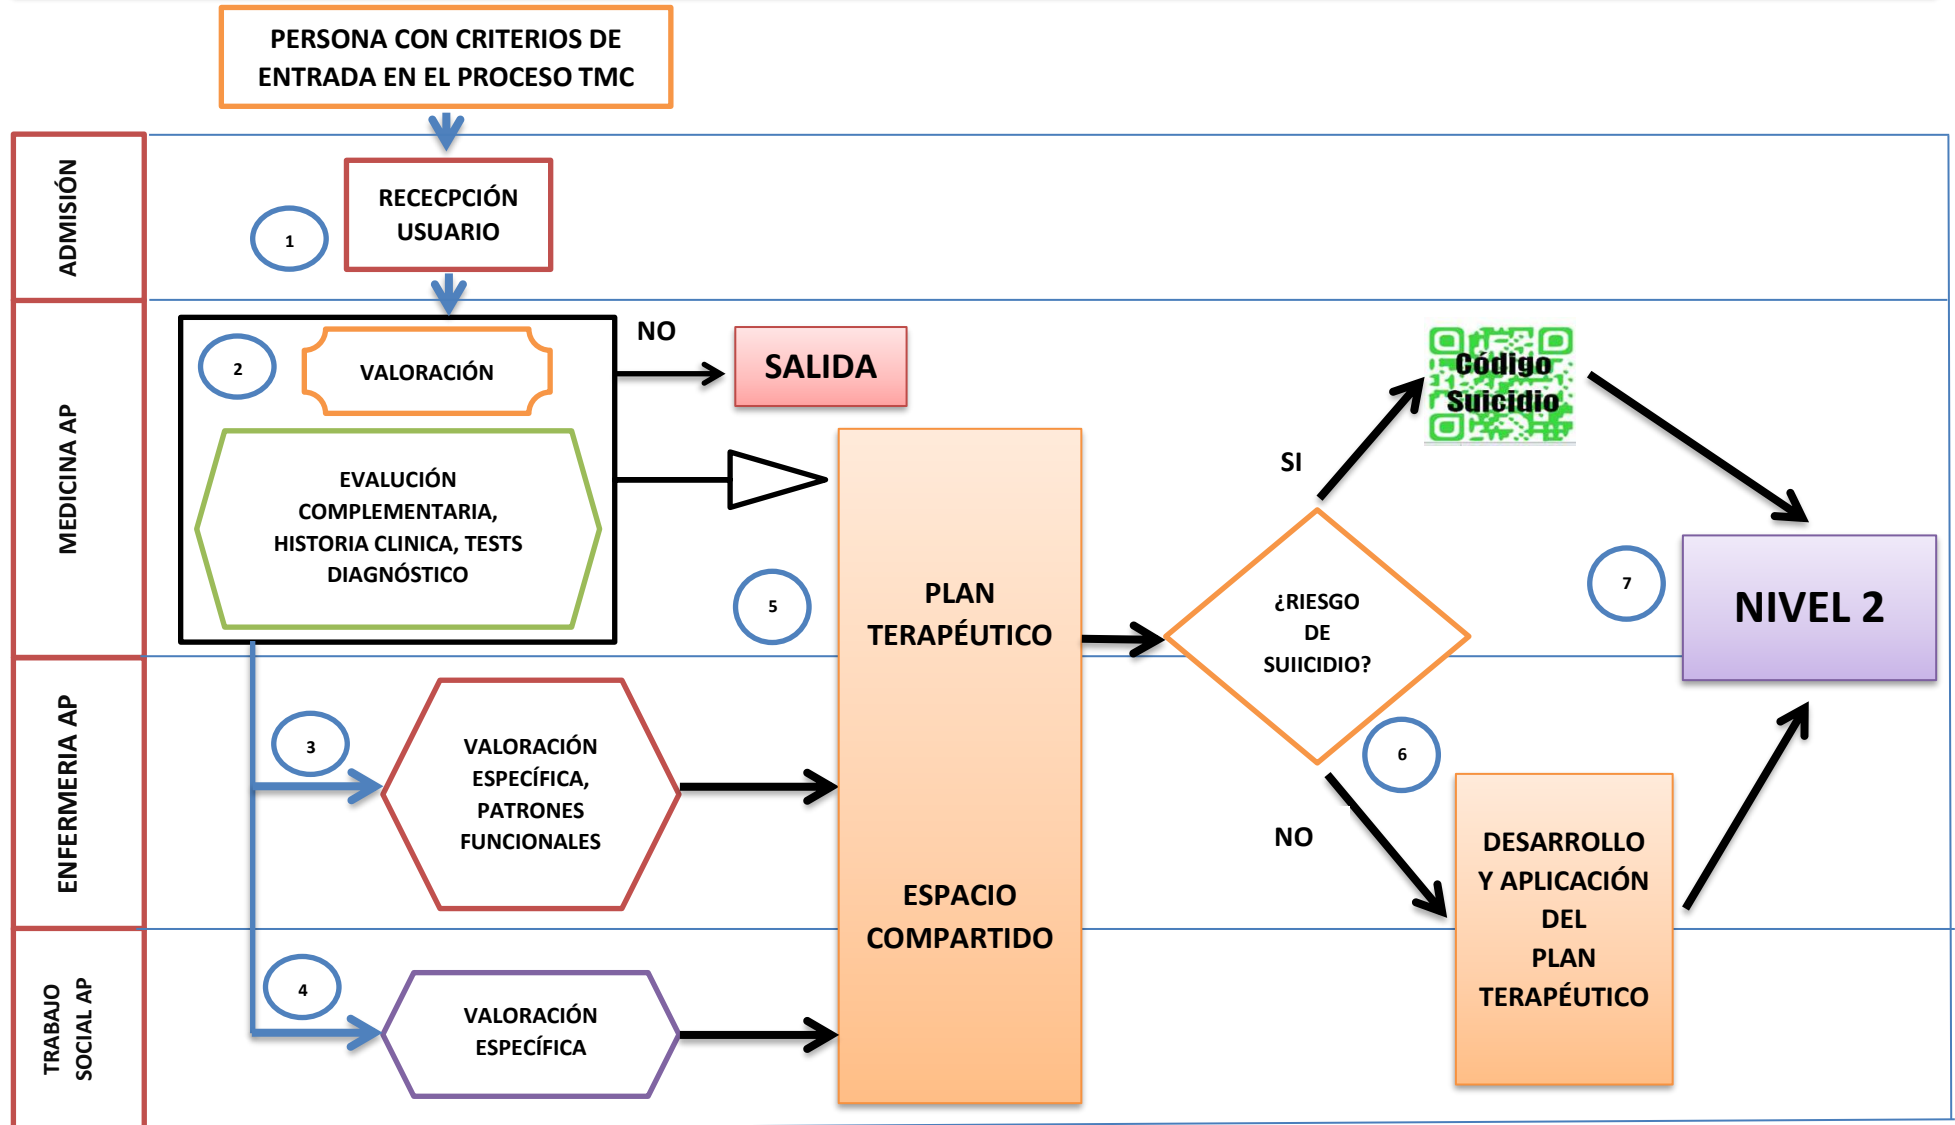 PERSONA CON CRITERIOS DE
ENTRADA EN EL PROCESO TMC
ADMISIÓN
1
RECECPCIÓN
USUARIO
MEDICINA AP
2
VALORACIÓN
NO
SALIDA
EVALUCIÓN
COMPLEMENTARIA,
HISTORIA CLINICA, TESTS
DIAGNÓSTICO
5
PLAN
TERAPÉUTICO
ESPACIO
COMPARTIDO
SI
Código
Suicidio
¿RIESGO
DE
SUIICIDIO?
7
NIVEL 2
ENFERMERIA AP
3
VALORACIÓN
ESPECÍFICA,
PATRONES
FUNCIONALES
6
NO
DESARROLLO
Y APLICACIÓN
DEL
PLAN
TERAPÉUTICO
TRABAJO
SOCIAL AP
4
VALORACIÓN
ESPECÍFICA